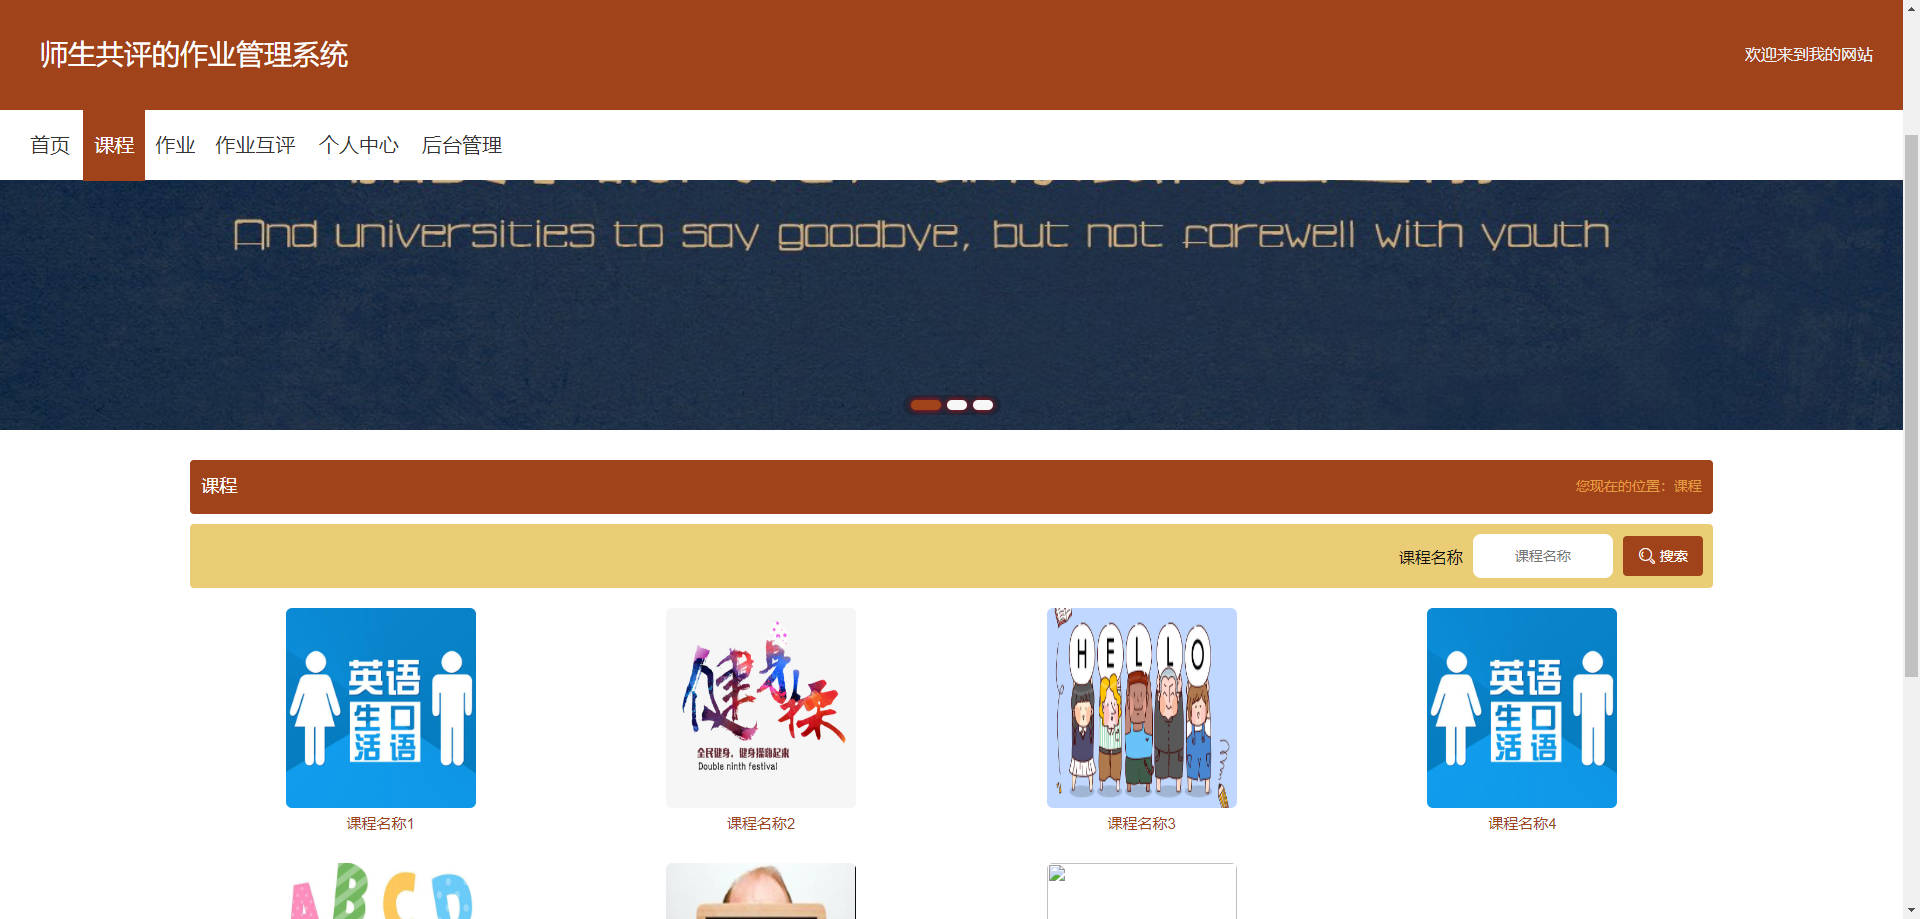 师生共评的作业管理系统
欢迎来到我的网站
首页 课程 作业 作业互评 个人中心 后台管理
And universities to say goodbye, but not farewell with youth
课程
您现在的位置：课程
课程名称 课程名称 搜索
英语
生活
口语
健身操
全民健身，健身操嗨起来
Double ninth festival
HELLO
英语
生活
口语
课程名称1
课程名称2
课程名称3
课程名称4
ABCD